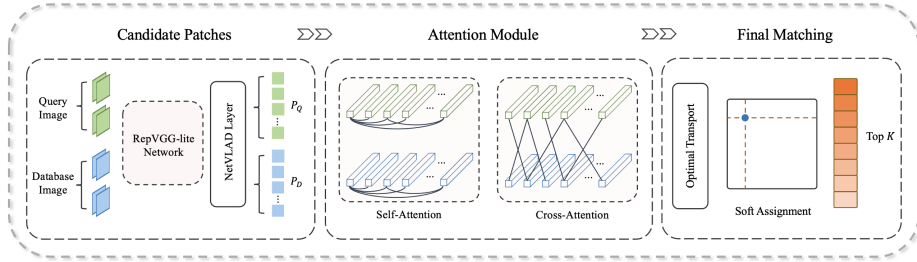 Candidate Patches
Attention Module
Final Matching
Query
Image
Database
Image
RepVGG-lite
Network
NetVLAD Layer
P_Q
P_D
...
...
Self-Attention
...
...
Cross-Attention
Optimal Transport
Soft Assignment
Top K